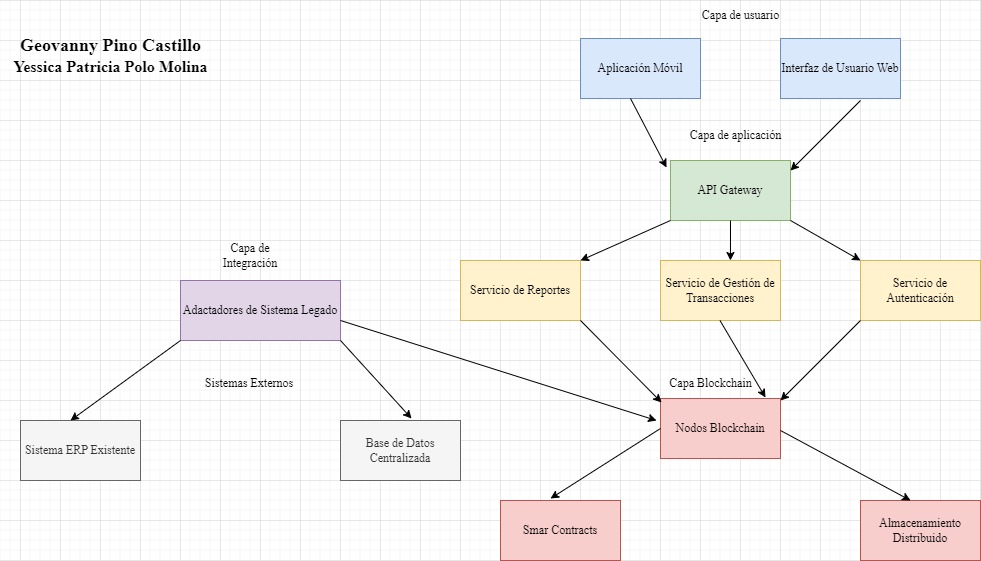 Capa de usuario
Geovanny Pino Castillo
Yessica Patricia Polo Molina
Aplicación Móvil
Interfaz de Usuario Web
Capa de aplicación
API Gateway
Capa de
Integración
Adactadores de Sistema Legado
Servicio de Reportes
Servicio de Gestión de
Transacciones
Servicio de
Autenticación
Sistemas Externos
Capa Blockchain
Sistema ERP Existente
Base de Datos
Centralizada
Nodos Blockchain
Smar Contracts
Almacenamiento
Distribuido